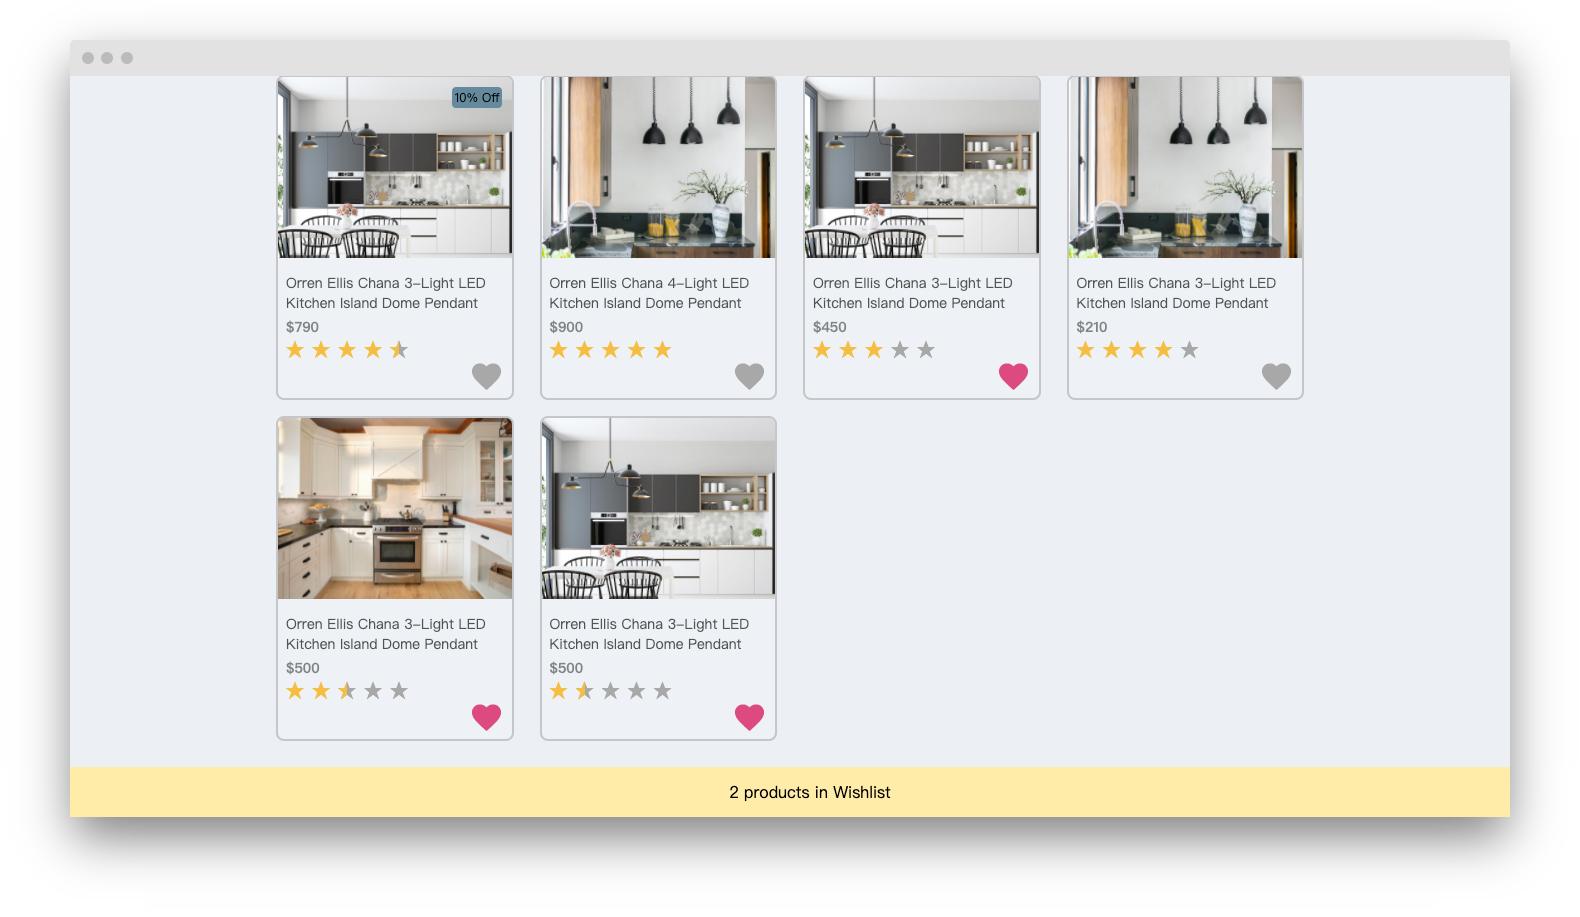 10% Off
Orren Ellis Chana 3-Light LED
Kitchen Island Dome Pendant
$790
Orren Ellis Chana 4-Light LED
Kitchen Island Dome Pendant
$900
Orren Ellis Chana 3-Light LED
Kitchen Island Dome Pendant
$450
Orren Ellis Chana 3-Light LED
Kitchen Island Dome Pendant
$210
Orren Ellis Chana 3-Light LED
Kitchen Island Dome Pendant
$500
Orren Ellis Chana 3-Light LED
Kitchen Island Dome Pendant
$500
2 products in Wishlist